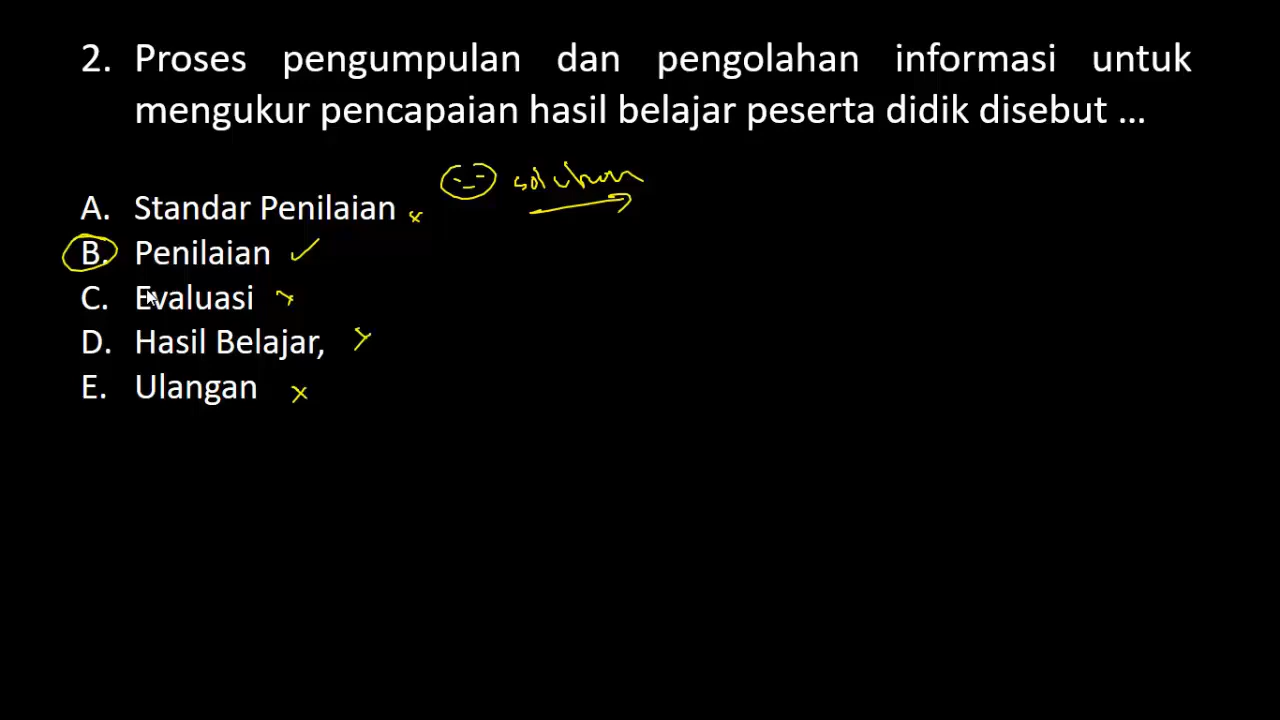 2. Proses pengumpulan dan pengolahan informasi untuk
mengukur pencapaian hasil belajar peserta didik disebut ...
A. Standar Penilaian
B. Penilaian
C. Evaluasi
D. Hasil Belajar,
E. Ulangan